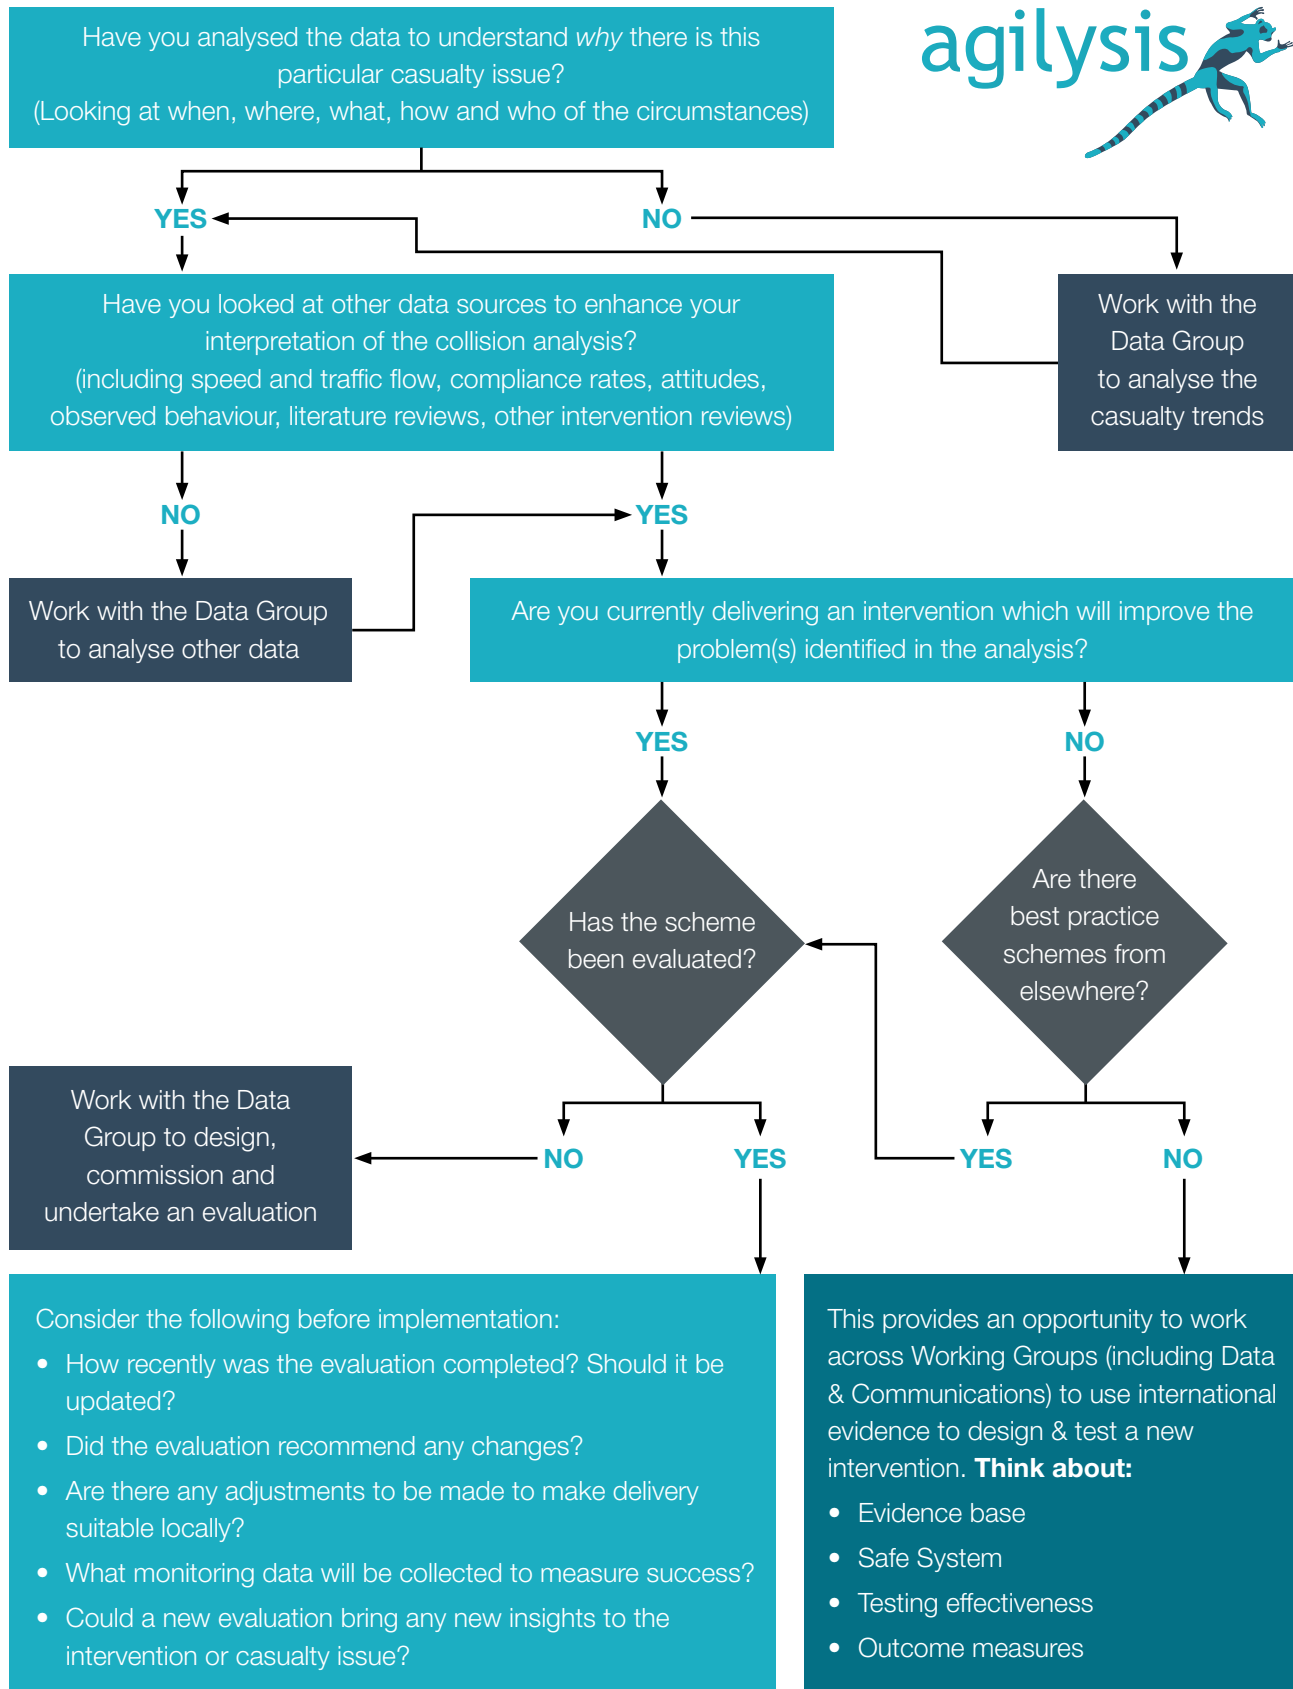 Have you analysed the data to understand why there is this
particular casualty issue?
(Looking at when, where, what, how and who of the circumstances)
agilysis
YES
NO
Have you looked at other data sources to enhance your
interpretation of the collision analysis?
(including speed and traffic flow, compliance rates, attitudes,
observed behaviour, literature reviews, other intervention reviews)
Work with the
Data Group
to analyse the
casualty trends
NO
YES
Work with the Data Group
to analyse other data
Are you currently delivering an intervention which will improve the
problem(s) identified in the analysis?
YES
NO
Has the scheme
been evaluated?
Are there
best practice
schemes from
elsewhere?
Work with the Data
Group to design,
commission and
undertake an evaluation
NO
YES
YES
NO
Consider the following before implementation:
• How recently was the evaluation completed? Should it be
updated?
• Did the evaluation recommend any changes?
• Are there any adjustments to be made to make delivery
suitable locally?
• What monitoring data will be collected to measure success?
• Could a new evaluation bring any new insights to the
intervention or casualty issue?
This provides an opportunity to work
across Working Groups (including Data
& Communications) to use international
evidence to design & test a new
intervention. Think about:
• Evidence base
• Safe System
• Testing effectiveness
• Outcome measures